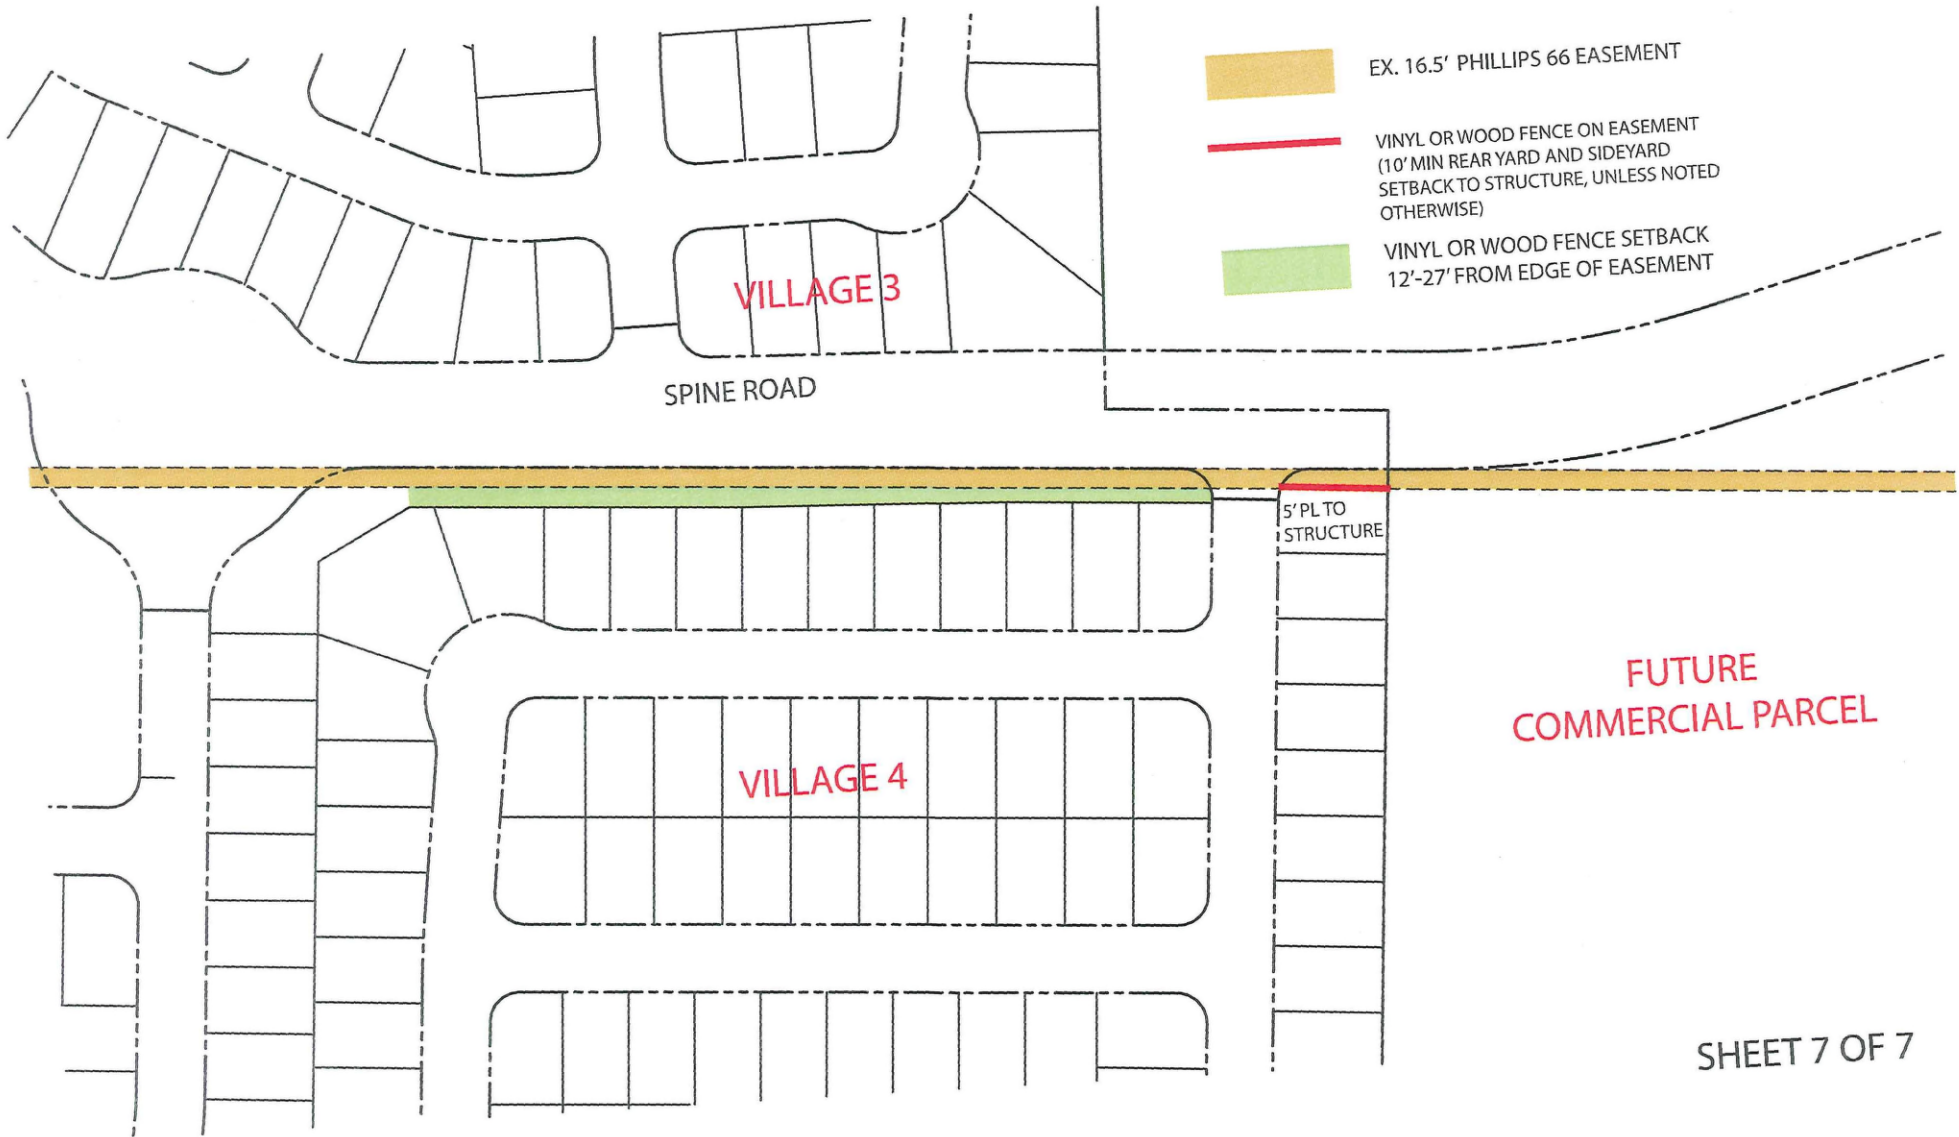 EX. 16.5' PHILLIPS 66 EASEMENT
VINYL OR WOOD FENCE ON EASEMENT
(10' MIN REAR YARD AND SIDEYARD
SETBACK TO STRUCTURE, UNLESS NOTED
OTHERWISE)
VINYL OR WOOD FENCE SETBACK
12'-27' FROM EDGE OF EASEMENT
VILLAGE 3
SPINE ROAD
5' PL TO
STRUCTURE
FUTURE
COMMERCIAL PARCEL
VILLAGE 4
SHEET 7 OF 7